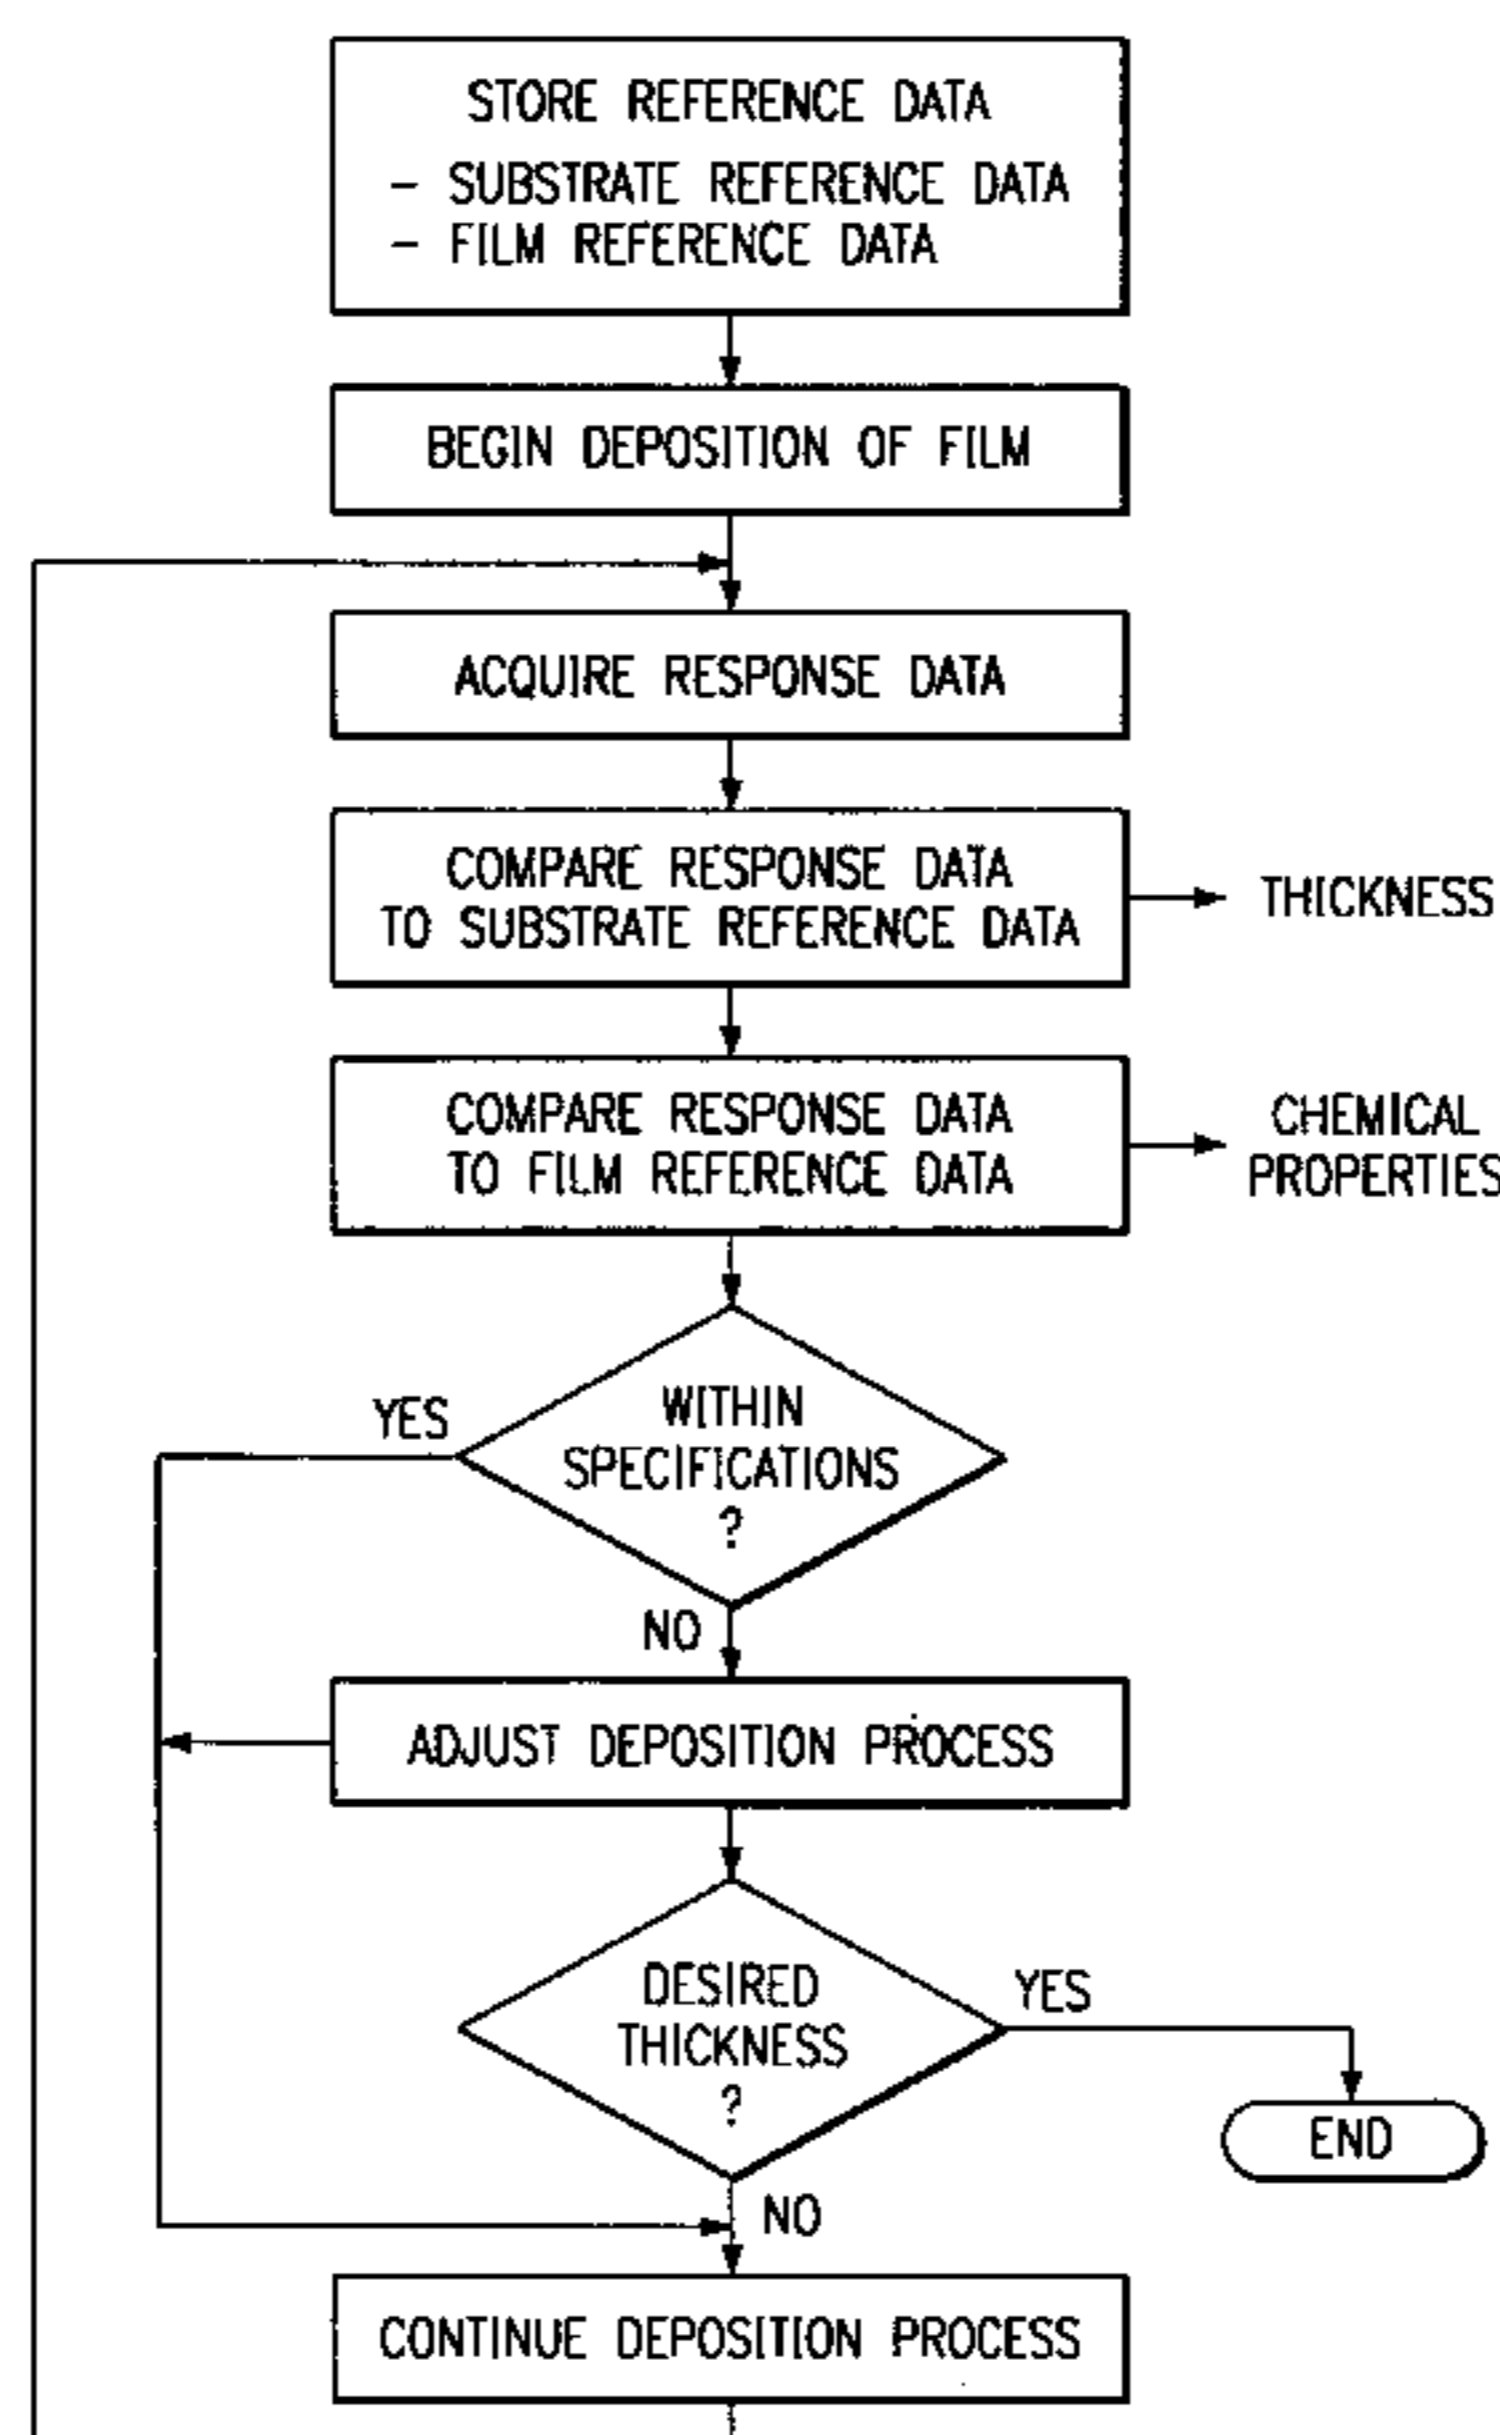 STORE REFERENCE DATA
- SUBSTRATE REFERENCE DATA
- FILM REFERENCE DATA
BEGIN DEPOSITION OF FILM
ACQUIRE RESPONSE DATA
COMPARE RESPONSE DATA
TO SUBSTRATE REFERENCE DATA
THICKNESS
COMPARE RESPONSE DATA
TO FILM REFERENCE DATA
CHEMICAL
PROPERTIES
YES
WITHIN
SPECIFICATIONS
?
NO
ADJUST DEPOSITION PROCESS
DESIRED
THICKNESS
?
YES
END
NO
CONTINUE DEPOSITION PROCESS